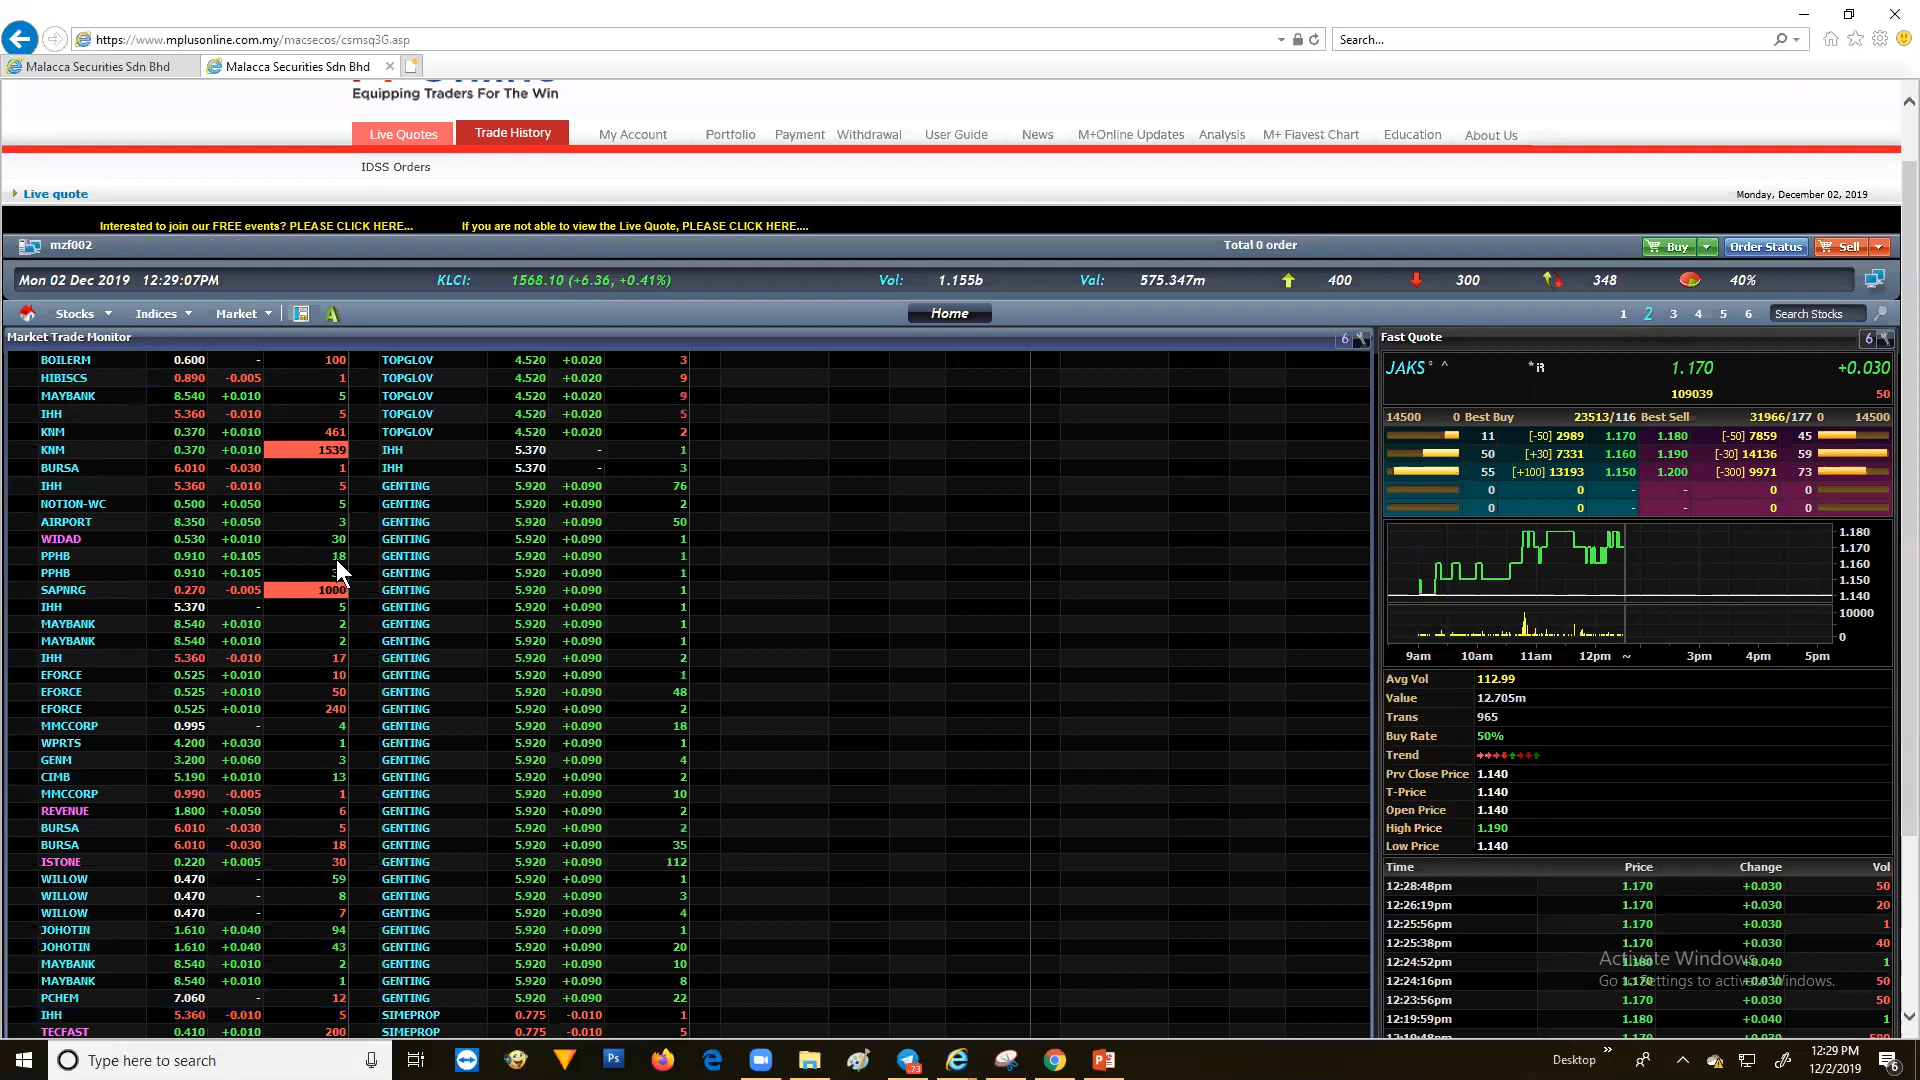 https://www.mplusonline.com.my/macsecos/csmsq3G.asp
Search...
Malacca Securities Sdn Bhd
Malacca Securities Sdn Bhd
Equipping Traders For The Win
Live Quotes Trade History My Account Portfolio Payment Withdrawal User Guide News M+Online Updates Analysis M+ Fiavest Chart Education About Us
IDSS Orders
Live quote
Monday, December 02, 2019
Interested to join our FREE events? PLEASE CLICK HERE... If you are not able to view the Live Quote, PLEASE CLICK HERE....
mzf002 Total 0 order Buy Order Status Sell
Mon 02 Dec 2019 12:29:07PM KLCI: 1568.10 (+6.36, +0.41%) Vol: 1.155b Val: 575.347m 400 300 348 40%
Stocks Indices Market Home 1 2 3 4 5 6 Search Stocks
Market Trade Monitor 6
BOILERM 0.600 - 100 TOPGLOV 4.520 +0.020 3
HIBISCS 0.890 -0.005 1 TOPGLOV 4.520 +0.020 9
MAYBANK 8.540 +0.010 5 TOPGLOV 4.520 +0.020 9
IHH 5.360 -0.010 5 TOPGLOV 4.520 +0.020 5
KNM 0.370 +0.010 461 TOPGLOV 4.520 +0.020 2
KNM 0.370 +0.010 1539 IHH 5.370 - 1
BURSA 6.010 -0.030 1 IHH 5.370 - 3
IHH 5.360 -0.010 5 GENTING 5.920 +0.090 76
NOTION-WC 0.500 +0.050 5 GENTING 5.920 +0.090 2
AIRPORT 8.350 +0.050 3 GENTING 5.920 +0.090 50
WIDAD 0.530 +0.010 30 GENTING 5.920 +0.090 1
PPHB 0.910 +0.105 18 GENTING 5.920 +0.090 1
PPHB 0.910 +0.105 GENTING 5.920 +0.090 1
SAPNRG 0.270 -0.005 1000 GENTING 5.920 +0.090 1
IHH 5.370 - 5 GENTING 5.920 +0.090 1
MAYBANK 8.540 +0.010 2 GENTING 5.920 +0.090 1
MAYBANK 8.540 +0.010 2 GENTING 5.920 +0.090 1
IHH 5.360 -0.010 17 GENTING 5.920 +0.090 2
EFORCE 0.525 +0.010 10 GENTING 5.920 +0.090 1
EFORCE 0.525 +0.010 50 GENTING 5.920 +0.090 48
EFORCE 0.525 +0.010 240 GENTING 5.920 +0.090 2
MMCCORP 0.995 - 4 GENTING 5.920 +0.090 18
WPRTS 4.200 +0.030 1 GENTING 5.920 +0.090 1
GENM 3.200 +0.060 3 GENTING 5.920 +0.090 4
CIMB 5.190 +0.010 13 GENTING 5.920 +0.090 2
MMCCORP 0.990 -0.005 1 GENTING 5.920 +0.090 10
REVENUE 1.800 +0.050 6 GENTING 5.920 +0.090 2
BURSA 6.010 -0.030 5 GENTING 5.920 +0.090 2
BURSA 6.010 -0.030 18 GENTING 5.920 +0.090 35
ISTONE 0.220 +0.005 30 GENTING 5.920 +0.090 112
WILLOW 0.470 - 59 GENTING 5.920 +0.090 1
WILLOW 0.470 - 8 GENTING 5.920 +0.090 3
WILLOW 0.470 - 7 GENTING 5.920 +0.090 4
JOHOTIN 1.610 +0.040 94 GENTING 5.920 +0.090 1
JOHOTIN 1.610 +0.040 43 GENTING 5.920 +0.090 20
MAYBANK 8.540 +0.010 2 GENTING 5.920 +0.090 10
MAYBANK 8.540 +0.010 1 GENTING 5.920 +0.090 8
PCHEM 7.060 - 12 GENTING 5.920 +0.090 22
IHH 5.360 -0.010 5 SIMEPROP 0.775 -0.010 1
TECFAST 0.410 +0.010 200 SIMEPROP 0.775 -0.010 5
Fast Quote 6
JAKS 1.170 +0.030
109039 50
14500 0 Best Buy 23513/116 Best Sell 31966/177 0 14500
11 [-50] 2989 1.170 1.180 [-50] 7859 45
50 [+30] 7331 1.160 1.190 [-30] 14136 59
55 [+100] 13193 1.150 1.200 [-300] 9971 73
0 0 - - 0 0
0 0 - - 0 0
1.180
1.170
1.160
1.150
1.140
10000
0
9am 10am 11am 12pm ~ 3pm 4pm 5pm
Avg Vol 112.99
Value 12.705m
Trans 965
Buy Rate 50%
Trend
Prv Close Price 1.140
T-Price 1.140
Open Price 1.140
High Price 1.190
Low Price 1.140
Time Price Change Vol
12:28:48pm 1.170 +0.030 50
12:26:19pm 1.170 +0.030 20
12:25:56pm 1.170 +0.030 1
12:25:38pm 1.170 +0.030 40
12:24:52pm 1.180 +0.040 1
12:24:16pm 1.170 +0.030 50
12:23:56pm 1.170 +0.030 50
12:19:59pm 1.180 +0.040 1
Activate Windows
Go to Settings to activate Windows.
Type here to search
Ps
73
Desktop
12:29 PM
12/2/2019
6